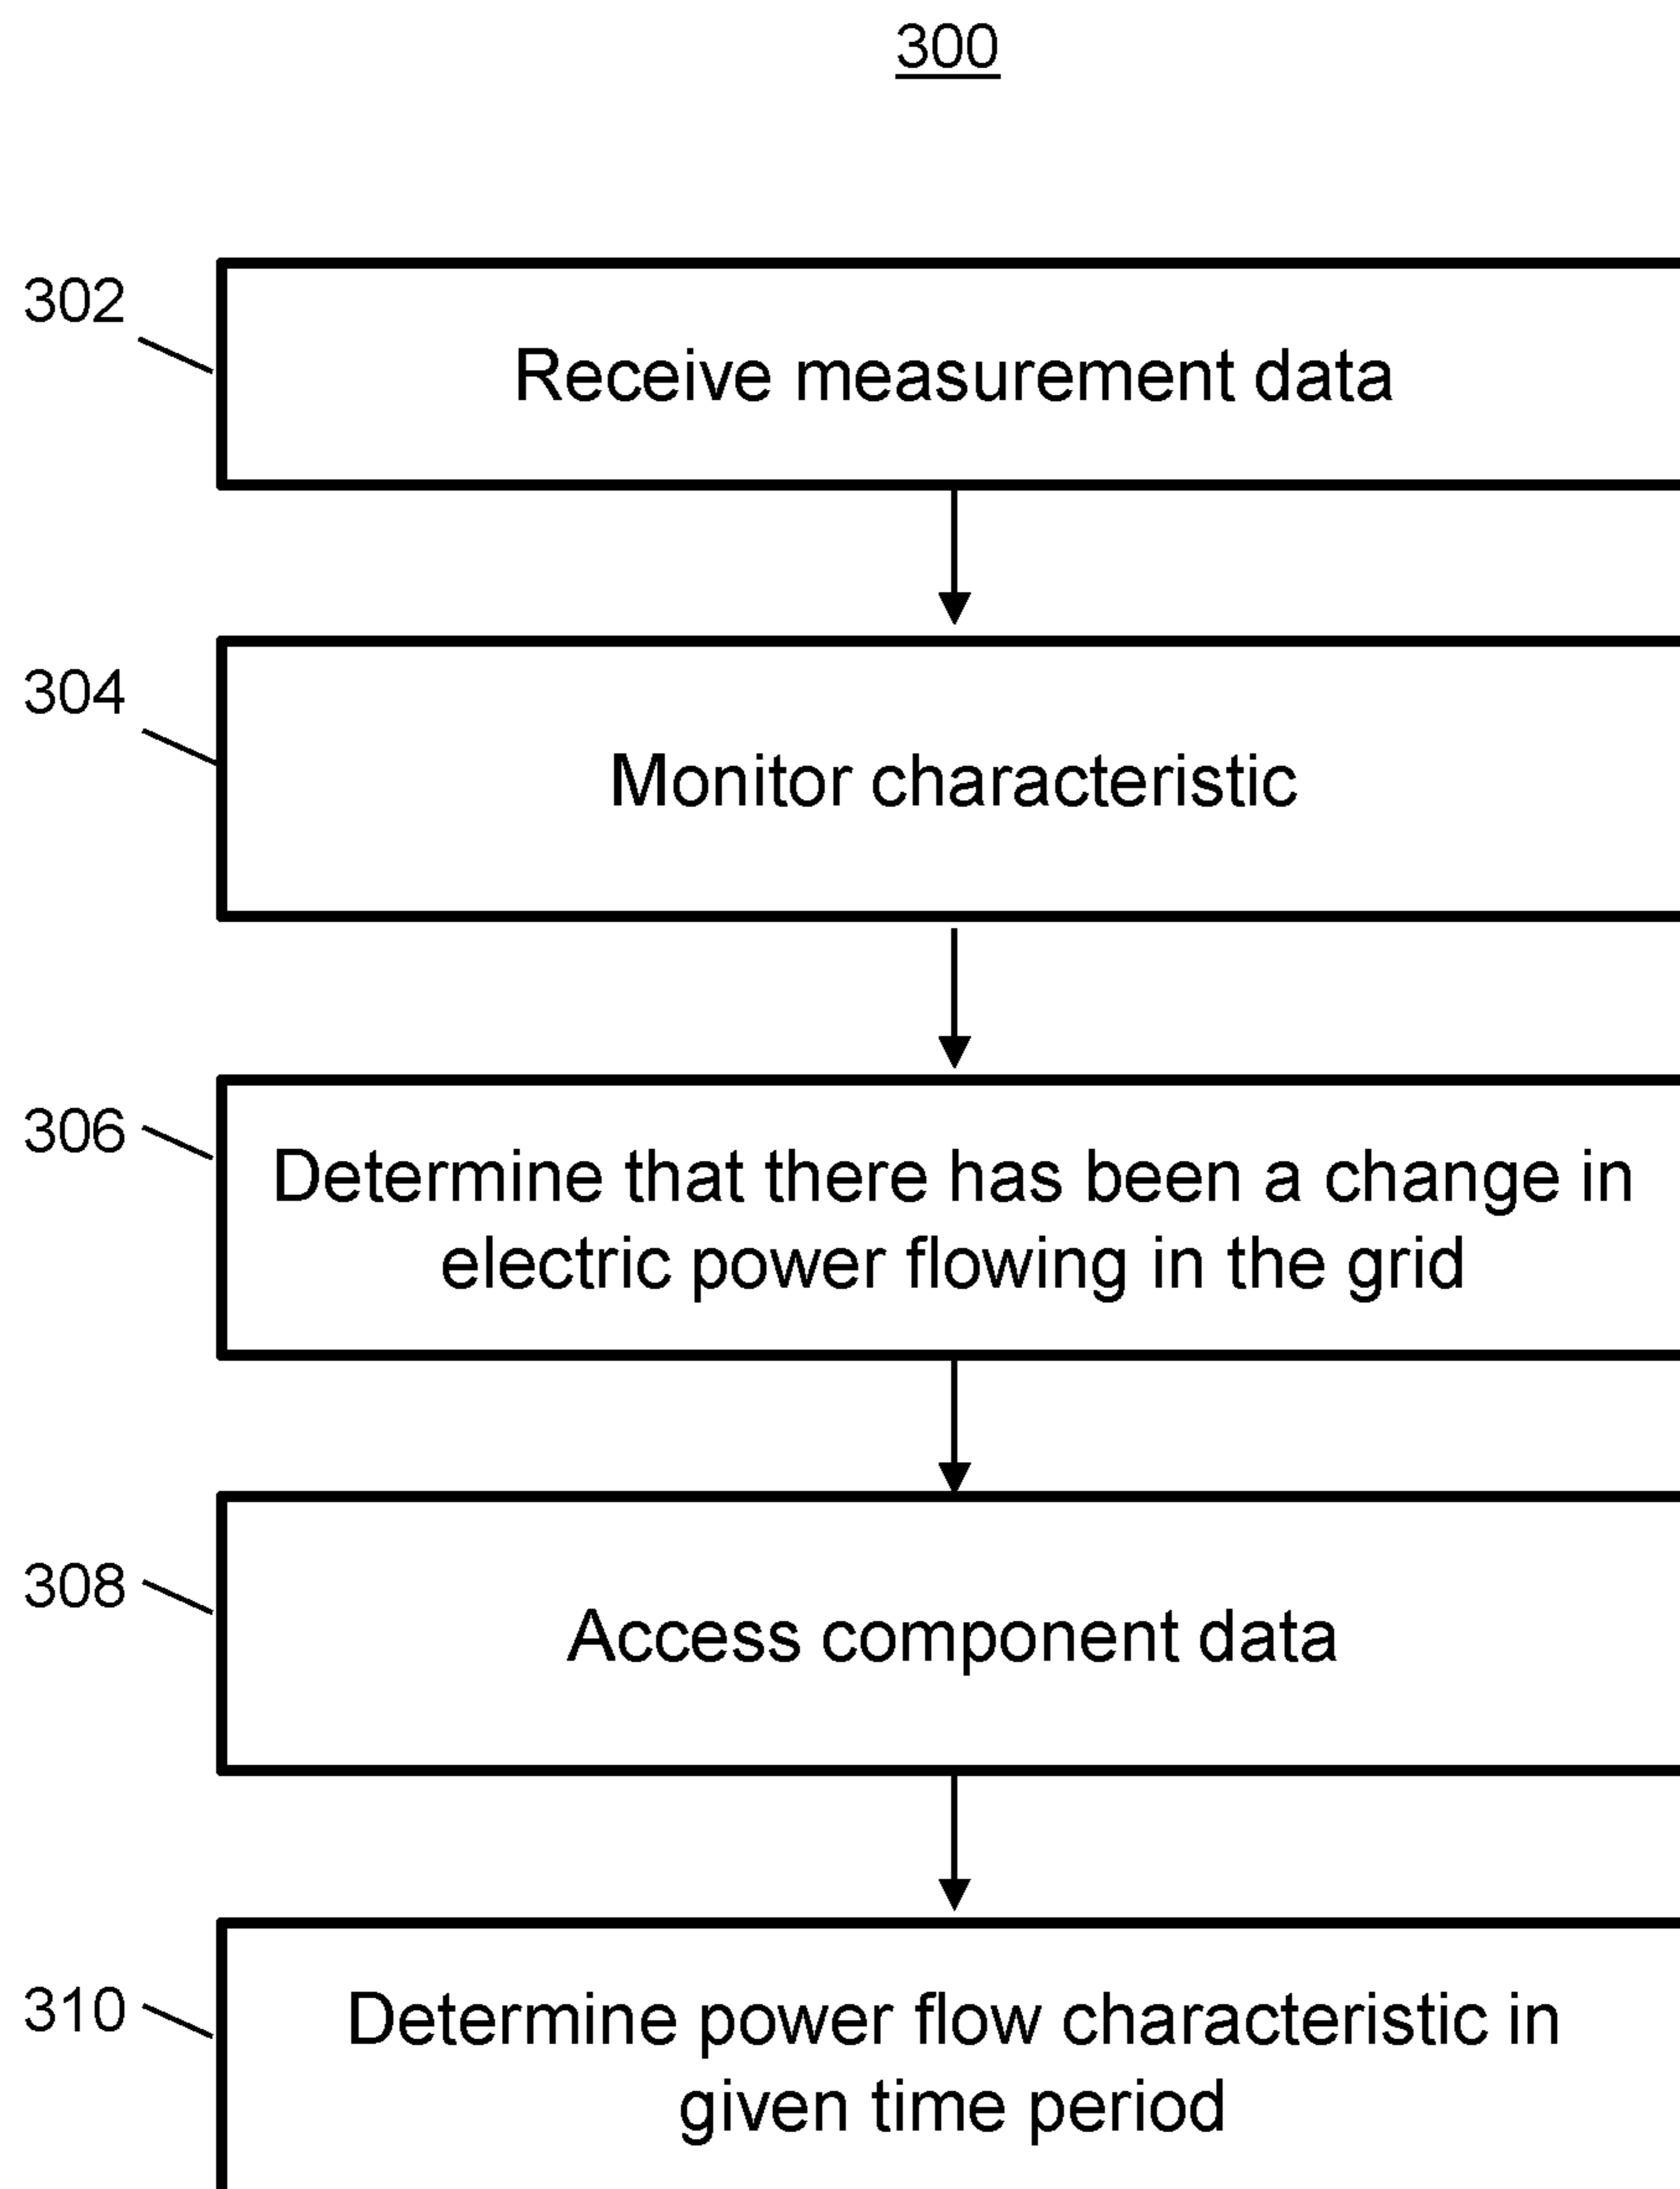 300
302
Receive measurement data
304
Monitor characteristic
306
Determine that there has been a change in
electric power flowing in the grid
308
Access component data
310
Determine power flow characteristic in
given time period